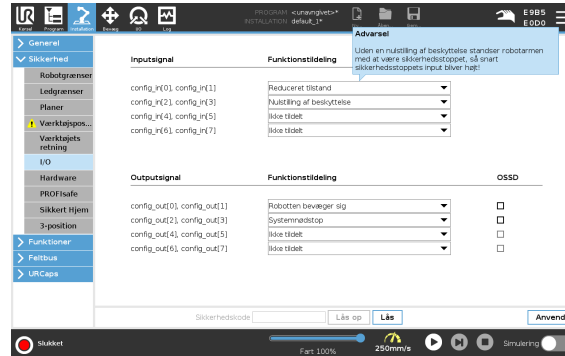 PROGRAM <unavngivet>*
INSTALLATION default_1*
E9B5
E0D0
Kørsel Program Installation Bevæg I/O Log
Advarsel
Uden en nulstilling af beskyttelse standser robotarmen
med at være sikkerhedsstoppet, så snart
sikkerhedsstoppets input bliver højt!
Generel
Sikkerhed
Robotgrænser
Ledgrænser
Planer
Værktøjspos...
Værktøjets
retning
I/O
Hardware
PROFIsafe
Sikkert Hjem
3-position
Funktioner
Feltbus
URCaps
Inputsignal Funktionstildeling
config_in[0], config_in[1] Reduceret tilstand
config_in[2], config_in[3] Nulstilling af beskyttelse
config_in[4], config_in[5] Ikke tildelt
config_in[6], config_in[7] Ikke tildelt
Outputsignal Funktionstildeling OSSD
config_out[0], config_out[1] Robotten bevæger sig
config_out[2], config_out[3] Systemnødstop
config_out[4], config_out[5] Ikke tildelt
config_out[6], config_out[7] Ikke tildelt
Sikkerhedskode Lås op Lås Anvend
Slukket
Fart 100%
250mm/s
Simulering